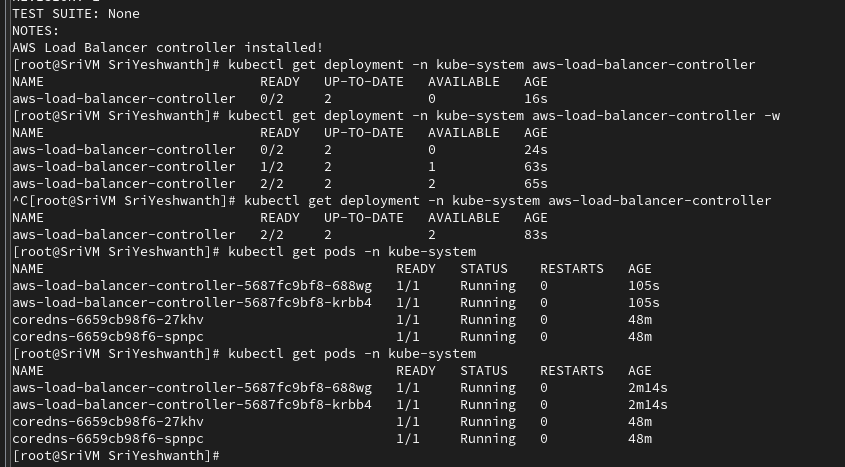 TEST SUITE: None
NOTES:
AWS Load Balancer controller installed!
[root@SriVM SriYeshwanth]# kubectl get deployment -n kube-system aws-load-balancer-controller
NAME                           READY   UP-TO-DATE   AVAILABLE   AGE
aws-load-balancer-controller   0/2     2            0           16s
[root@SriVM SriYeshwanth]# kubectl get deployment -n kube-system aws-load-balancer-controller -w
NAME                           READY   UP-TO-DATE   AVAILABLE   AGE
aws-load-balancer-controller   0/2     2            0           24s
aws-load-balancer-controller   1/2     2            1           63s
aws-load-balancer-controller   2/2     2            2           65s
^C[root@SriVM SriYeshwanth]# kubectl get deployment -n kube-system aws-load-balancer-controller
NAME                           READY   UP-TO-DATE   AVAILABLE   AGE
aws-load-balancer-controller   2/2     2            2           83s
[root@SriVM SriYeshwanth]# kubectl get pods -n kube-system
NAME                                            READY   STATUS    RESTARTS   AGE
aws-load-balancer-controller-5687fc9bf8-688wg   1/1     Running   0          105s
aws-load-balancer-controller-5687fc9bf8-krbb4   1/1     Running   0          105s
coredns-6659cb98f6-27khv                        1/1     Running   0          48m
coredns-6659cb98f6-spnpc                        1/1     Running   0          48m
[root@SriVM SriYeshwanth]# kubectl get pods -n kube-system
NAME                                            READY   STATUS    RESTARTS   AGE
aws-load-balancer-controller-5687fc9bf8-688wg   1/1     Running   0          2m14s
aws-load-balancer-controller-5687fc9bf8-krbb4   1/1     Running   0          2m14s
coredns-6659cb98f6-27khv                        1/1     Running   0          48m
coredns-6659cb98f6-spnpc                        1/1     Running   0          48m
[root@SriVM SriYeshwanth]#